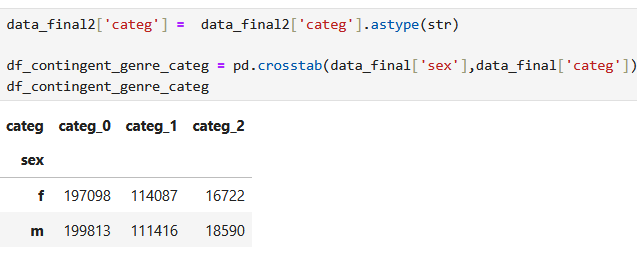 data_final2['categ'] =  data_final2['categ'].astype(str)
df_contingent_genre_categ = pd.crosstab(data_final['sex'],data_final['categ'])
df_contingent_genre_categ
categ categ_0 categ_1 categ_2
sex
f 197098 114087 16722
m 199813 111416 18590